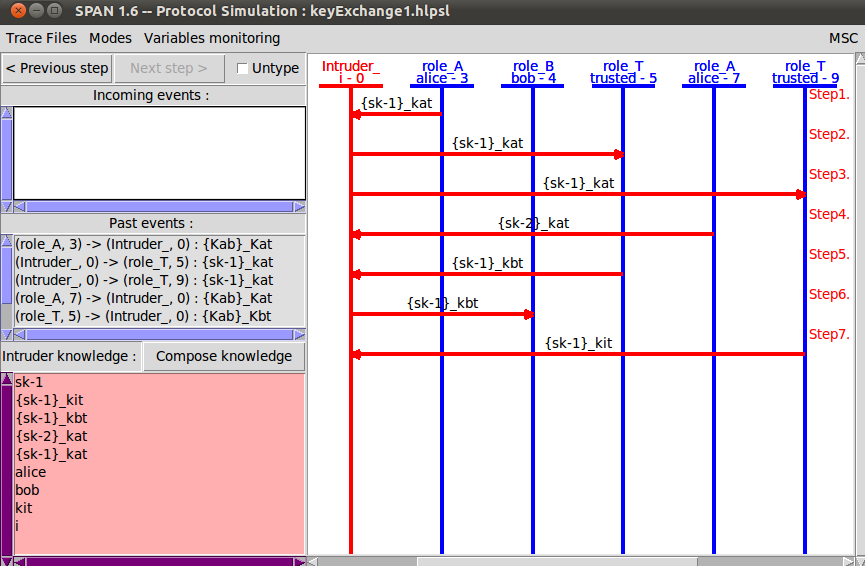 SPAN 1.6 -- Protocol Simulation : keyExchange1.hlpsl
Trace Files Modes Variables monitoring MSC
< Previous step Next step > Untype
Incoming events :
Past events :
(role_A, 3) -> (Intruder_, 0) : {Kab}_Kat
(Intruder_, 0) -> (role_T, 5) : {sk-1}_kat
(Intruder_, 0) -> (role_T, 9) : {sk-1}_kat
(role_A, 7) -> (Intruder_, 0) : {Kab}_Kat
(role_T, 5) -> (Intruder_, 0) : {Kab}_Kbt
Intruder knowledge : Compose knowledge
sk-1
{sk-1}_kit
{sk-1}_kbt
{sk-2}_kat
{sk-1}_kat
alice
bob
kit
i
Intruder_ role_A role_B role_T role_A role_T
i - 0 alice - 3 bob - 4 trusted - 5 alice - 7 trusted - 9
Step1.
{sk-1}_kat
Step2.
{sk-1}_kat
Step3.
{sk-1}_kat
Step4.
{sk-2}_kat
Step5.
{sk-1}_kbt
Step6.
{sk-1}_kbt
Step7.
{sk-1}_kit